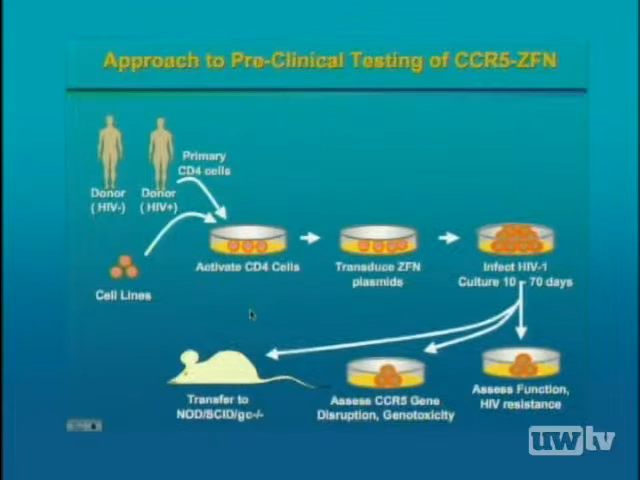 Approach to Pre-Clinical Testing of CCR5-ZFN
Primary
CD4 cells
Donor
(HIV-)
Donor
(HIV+)
Cell Lines
Activate CD4 Cells
Transduce ZFN
plasmids
Infect HIV-1
Culture 10 - 70 days
Transfer to
NOD/SCID/gc-/-
Assess CCR5 Gene
Disruption, Genotoxicity
Assess Function,
HIV resistance
uwtv